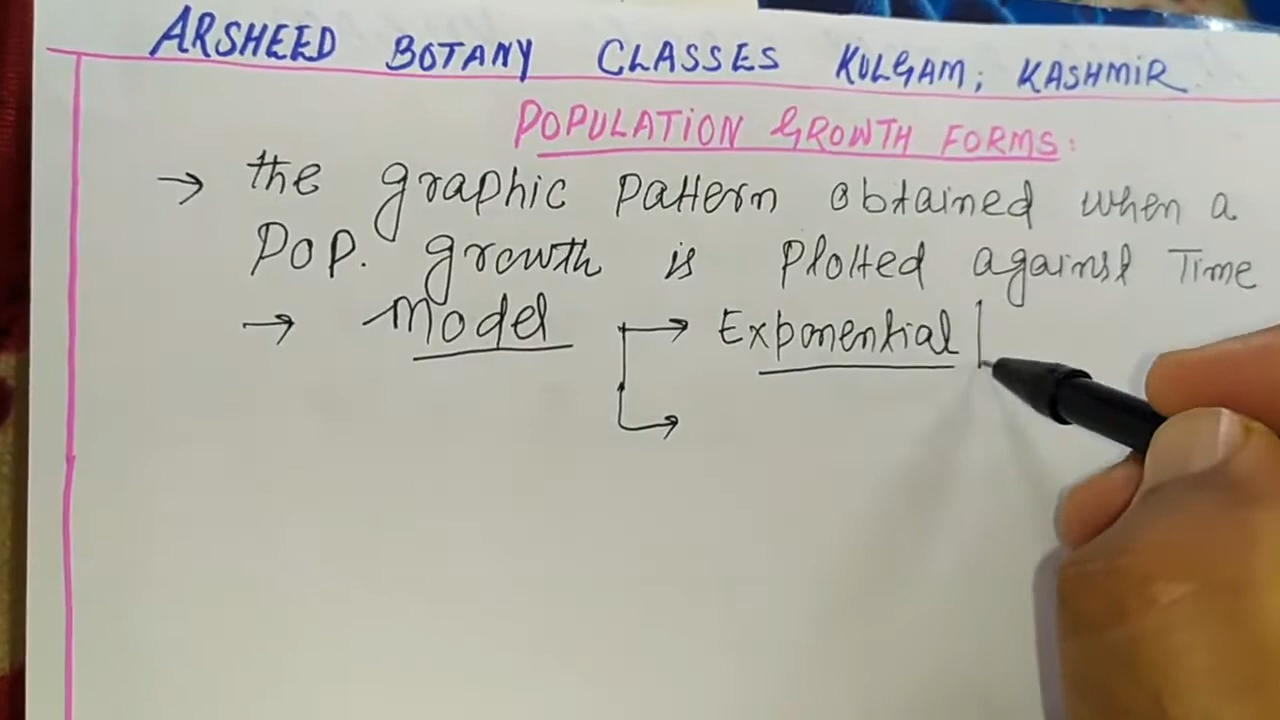 ARSHEED BOTANY CLASSES KULGAM; KASHMIR
POPULATION GROWTH FORMS:
→ the graphic pattern obtained when a
POP. growth is Plotted against Time
→ Model → Exponential |
→